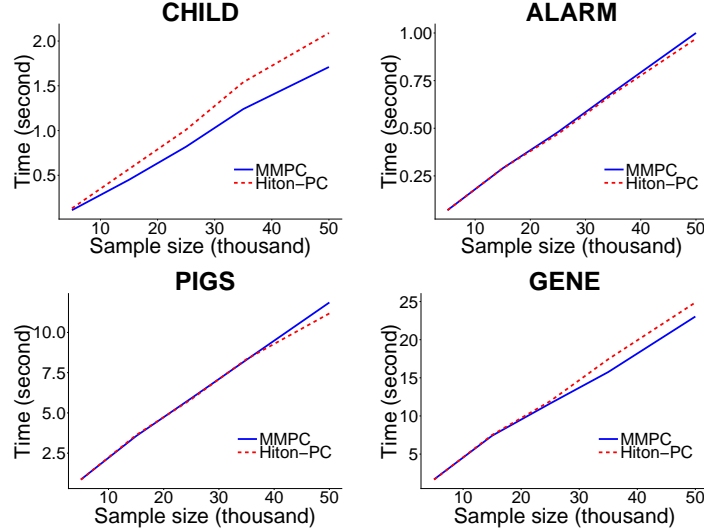 CHILD
Time (second)
2.0
1.5
1.0
0.5
MMPC
Hiton-PC
10 20 30 40 50
Sample size (thousand)
ALARM
Time (second)
1.00
0.75
0.50
0.25
MMPC
Hiton-PC
10 20 30 40 50
Sample size (thousand)
PIGS
Time (second)
10.0
7.5
5.0
2.5
MMPC
Hiton-PC
10 20 30 40 50
Sample size (thousand)
GENE
Time (second)
25
20
15
10
5
MMPC
Hiton-PC
10 20 30 40 50
Sample size (thousand)